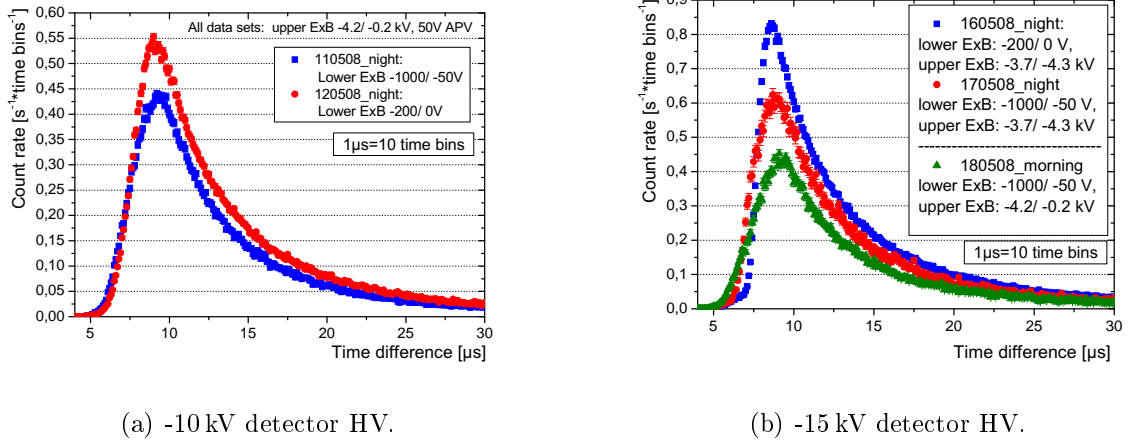 All data sets: upper ExB -4.2/ -0.2 kV, 50V APV
110508_night:
Lower ExB -1000/ -50V
120508_night:
Lower ExB -200/ 0V
1µs=10 time bins
Count rate [s⁻¹*time bins⁻¹]
0,60
0,55
0,50
0,45
0,40
0,35
0,30
0,25
0,20
0,15
0,10
0,05
0,00
5
10
15
20
25
30
Time difference [µs]
(a) -10 kV detector HV.
160508_night
lower ExB: -200/ 0 V,
upper ExB: -3.7/ -4.3 kV
170508_night
lower ExB: -1000/ -50 V,
upper ExB: -3.7/ -4.3 kV
180508_morning
lower ExB: -1000/ -50 V,
upper ExB: -4.2/ -0.2 kV
1µs=10 time bins
Count rate [s⁻¹*time bins⁻¹]
0,9
0,8
0,7
0,6
0,5
0,4
0,3
0,2
0,1
0,0
5
10
15
20
25
30
Time difference [µs]
(b) -15 kV detector HV.